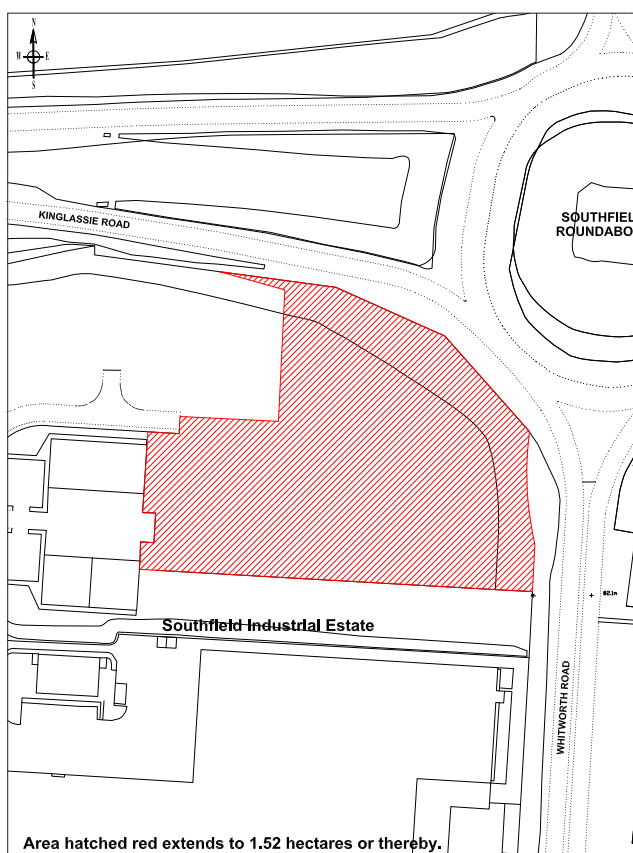 N
W E
S
KINGLASSIE ROAD
SOUTHFIEL
ROUNDABO
62.1m
Southfield Industrial Estate
WHITWORTH ROAD
Area hatched red extends to 1.52 hectares or thereby.